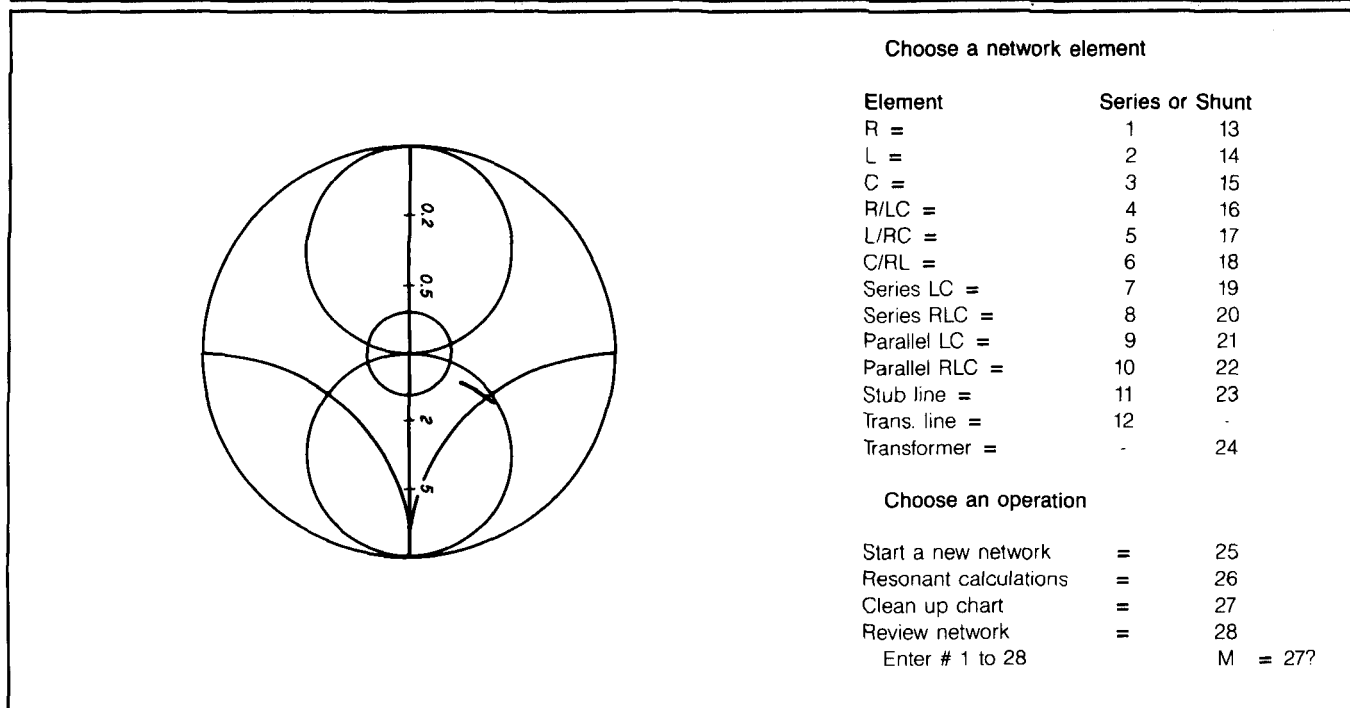 0.2
0.5
2
5
Choose a network element
Element Series or Shunt
R = 1 13
L = 2 14
C = 3 15
R/LC = 4 16
L/RC = 5 17
C/RL = 6 18
Series LC = 7 19
Series RLC = 8 20
Parallel LC = 9 21
Parallel RLC = 10 22
Stub line = 11 23
Trans. line = 12 -
Transformer = - 24
Choose an operation
Start a new network = 25
Resonant calculations = 26
Clean up chart = 27
Review network = 28
Enter # 1 to 28 M = 27?